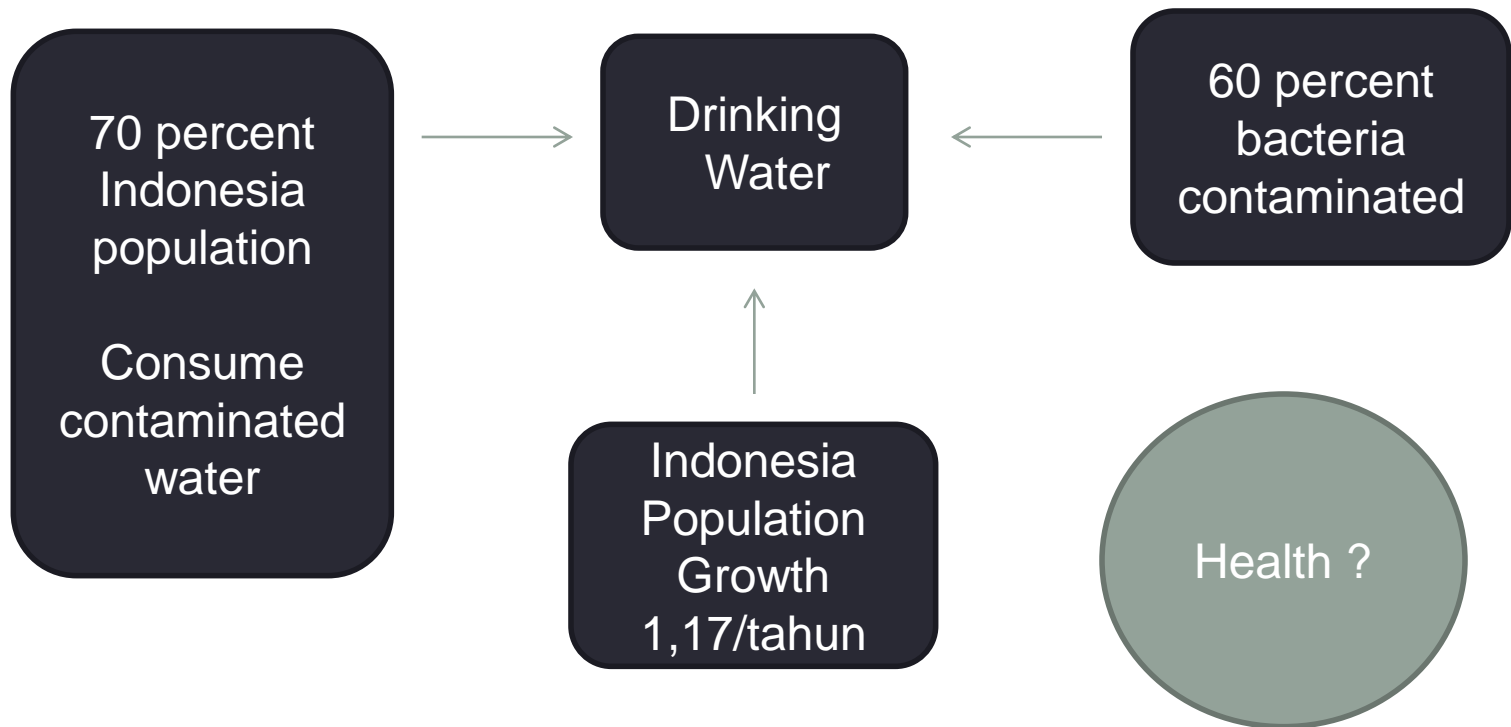 70 percent
Indonesia
population
Consume
contaminated
water
Drinking
Water
60 percent
bacteria
contaminated
Indonesia
Population
Growth
1,17/tahun
Health ?